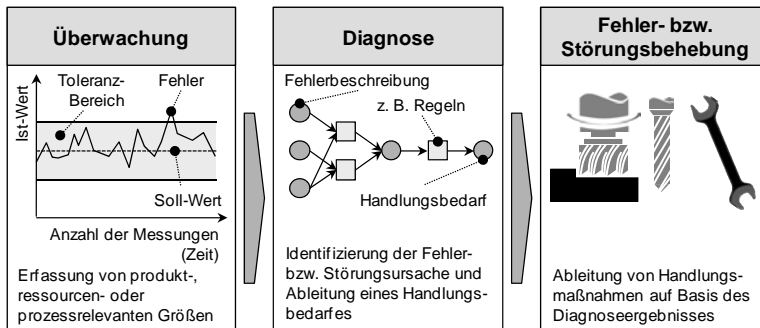 Überwachung
Toleranz-
Bereich
Fehler
Ist-Wert
Soll-Wert
Anzahl der Messungen
(Zeit)
Erfassung von produkt-,
ressourcen- oder
prozessrelevanten Größen
Diagnose
Fehlerbeschreibung
z. B. Regeln
Handlungsbedarf
Identifizierung der Fehler-
bzw. Störungsursache und
Ableitung eines Handlungs-
bedarfes
Fehler- bzw.
Störungsbehebung
Ableitung von Handlungs-
maßnahmen auf Basis des
Diagnoseergebnisses